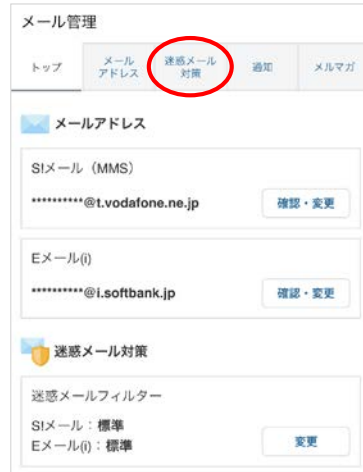 メール管理
トップ
メール
アドレス
迷惑メール
対策
通知
メルマガ
メールアドレス
S!メール（MMS）
**********@t.vodafone.ne.jp
確認・変更
Eメール(i)
**********@i.softbank.jp
確認・変更
迷惑メール対策
迷惑メールフィルター
S!メール：標準
Eメール(i)：標準
変更